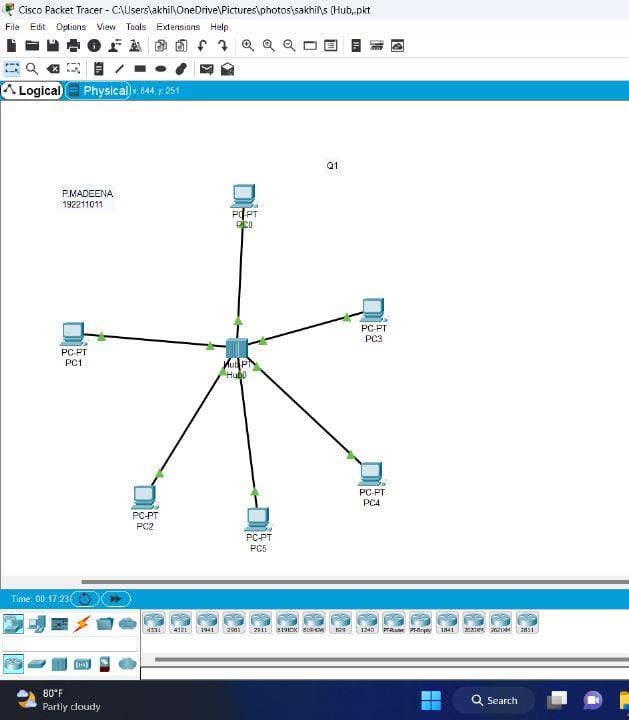 Cisco Packet Tracer - C:\Users\akhil\OneDrive\Pictures\photos\sakhil\s (Hub,.pkt
File Edit Options View Tools Extensions Help
Logical Physical x: 644, y: 251
Q1
P.MADEENA
192211011
PC-PT
PC0
PC-PT
PC3
PC-PT
PC1
Hub-PT
Hub0
PC-PT
PC4
PC-PT
PC2
PC-PT
PC5
Time: 00:17:23
4331 4321 1941 2901 2911 819IOX 819HGW 829 1240 PT-Router PT-Empty 1841 2620XM 2621XM 2811
80°F
Partly cloudy
Search